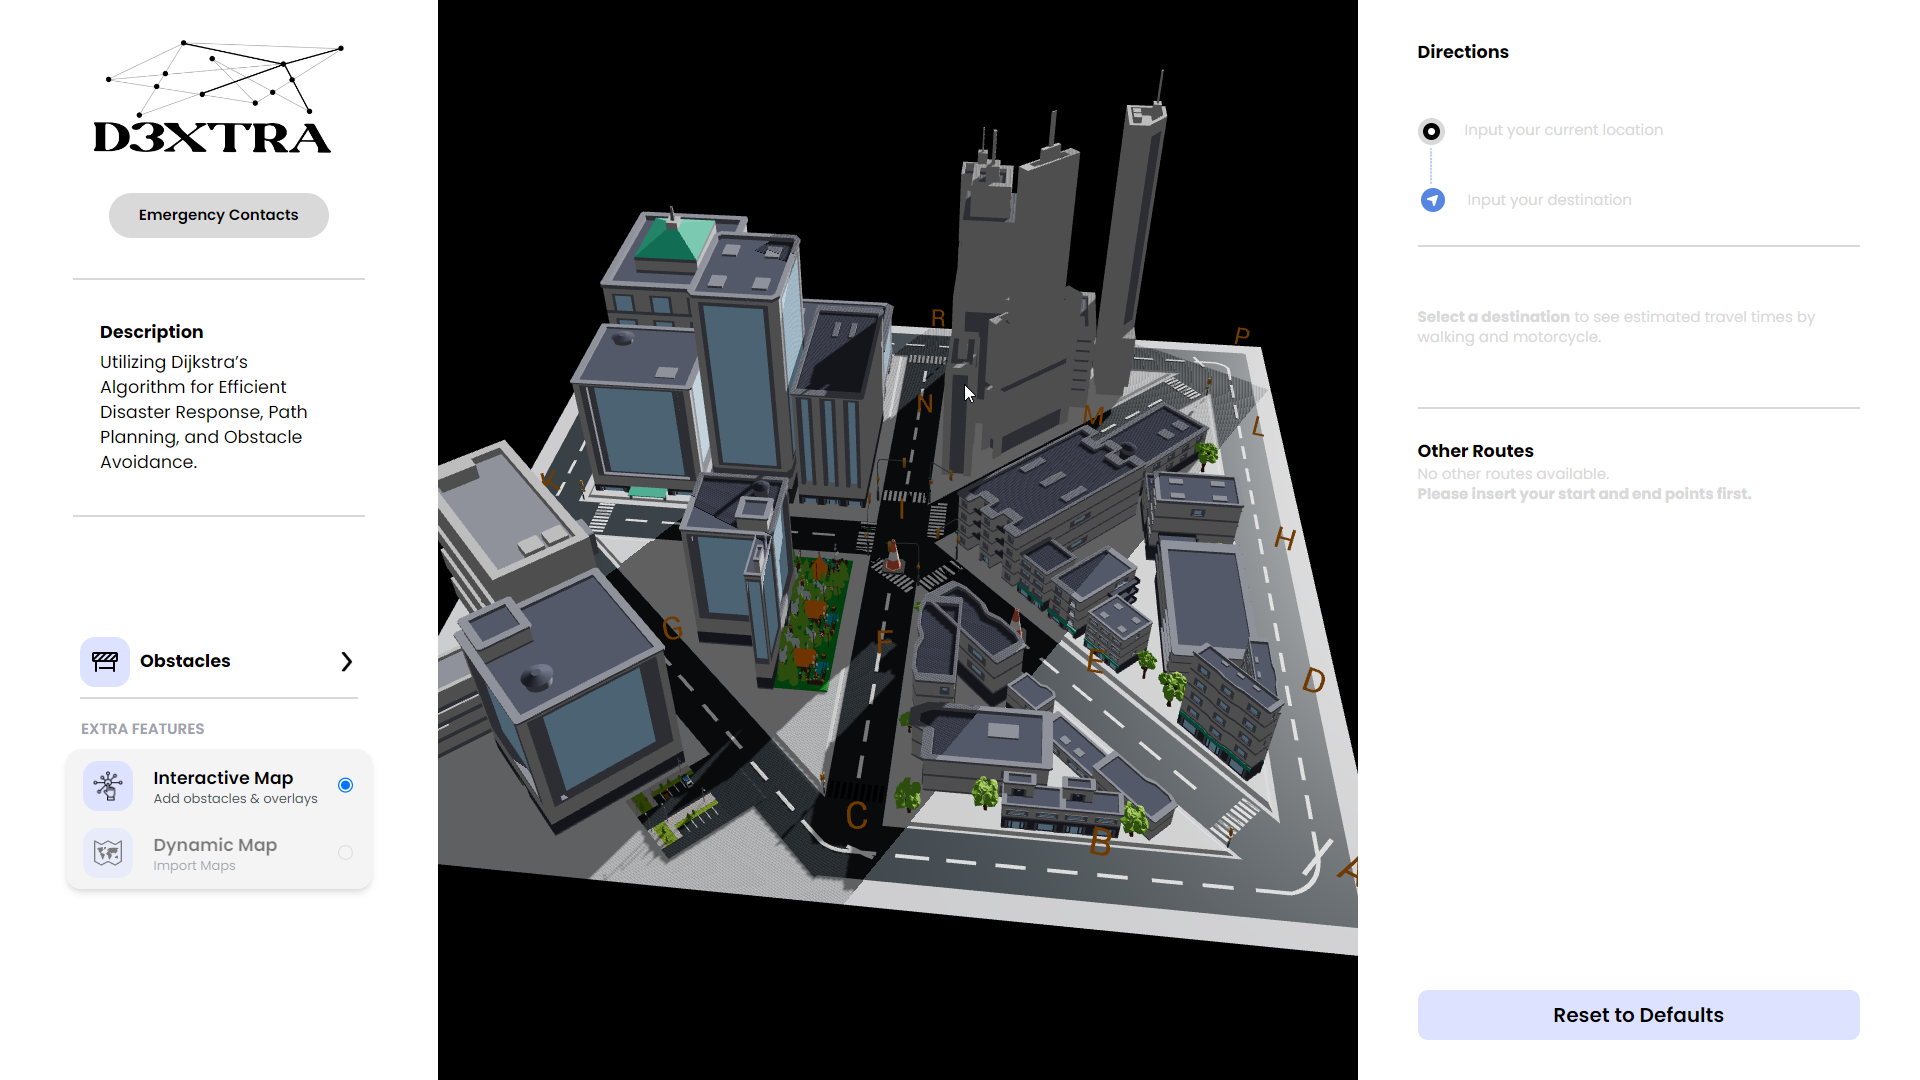 D3XTRA
Emergency Contacts
Description
Utilizing Dijkstra’s
Algorithm for Efficient
Disaster Response, Path
Planning, and Obstacle
Avoidance.
Obstacles
EXTRA FEATURES
Interactive Map
Add obstacles & overlays
Dynamic Map
Import Maps
R
P
N
M
L
I
H
G
F
E
D
C
B
A
Directions
Input your current location
Input your destination
Select a destination to see estimated travel times by
walking and motorcycle.
Other Routes
No other routes available.
Please insert your start and end points first.
Reset to Defaults